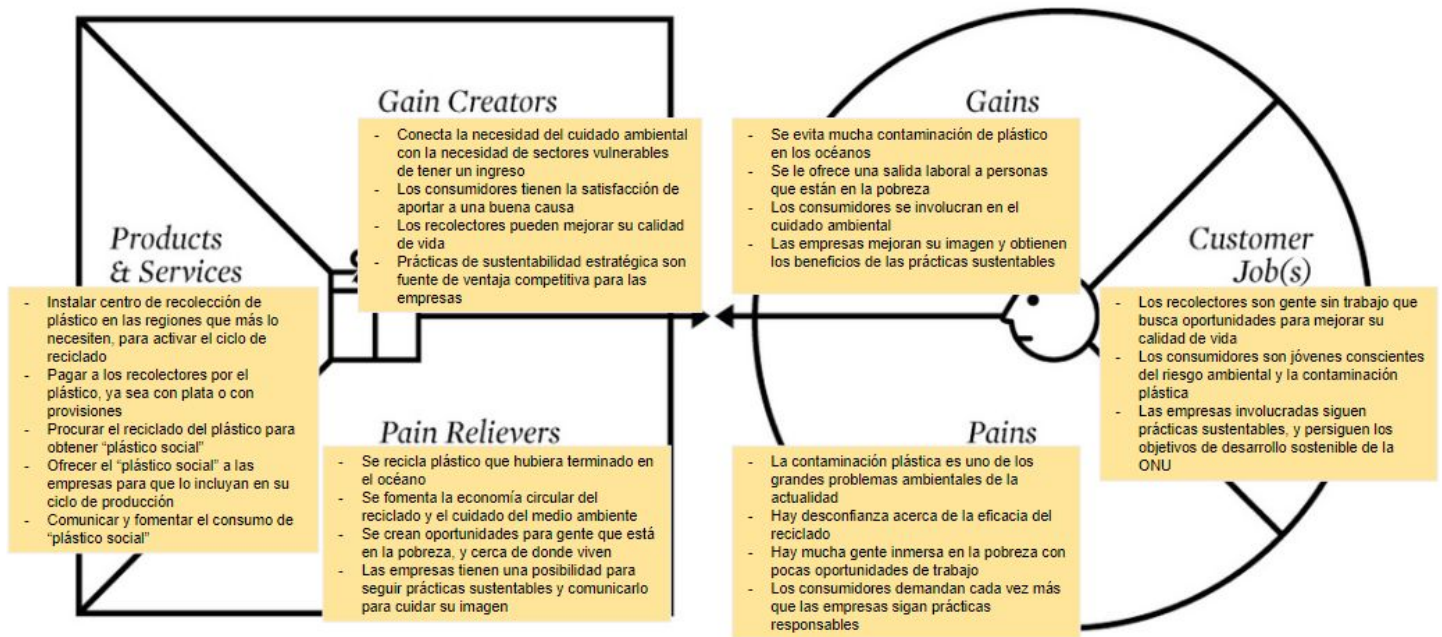 Gain Creators
- Conecta la necesidad del cuidado ambiental
con la necesidad de sectores vulnerables
de tener un ingreso
- Los consumidores tienen la satisfacción de
aportar a una buena causa
- Los recolectores pueden mejorar su calidad
de vida
- Prácticas de sustentabilidad estratégica son
fuente de ventaja competitiva para las
empresas
Products
& Services
- Instalar centro de recolección de
plástico en las regiones que más lo
necesiten, para activar el ciclo de
reciclado
- Pagar a los recolectores por el
plástico, ya sea con plata o con
provisiones
- Procurar el reciclado del plástico para
obtener “plástico social”
- Ofrecer el “plástico social” a las
empresas para que lo incluyan en su
ciclo de producción
- Comunicar y fomentar el consumo de
“plástico social”
Pain Relievers
- Se recicla plástico que hubiera terminado en
el océano
- Se fomenta la economía circular del
reciclado y el cuidado del medio ambiente
- Se crean oportunidades para gente que está
en la pobreza, y cerca de donde viven
- Las empresas tienen una posibilidad para
seguir prácticas sustentables y comunicarlo
para cuidar su imagen
Gains
- Se evita mucha contaminación de plástico
en los océanos
- Se le ofrece una salida laboral a personas
que están en la pobreza
- Los consumidores se involucran en el
cuidado ambiental
- Las empresas mejoran su imagen y obtienen
los beneficios de las prácticas sustentables
Customer
Job(s)
- Los recolectores son gente sin trabajo que
busca oportunidades para mejorar su
calidad de vida
- Los consumidores son jóvenes conscientes
del riesgo ambiental y la contaminación
plástica
- Las empresas involucradas siguen
prácticas sustentables, y persiguen los
objetivos de desarrollo sostenible de la
ONU
Pains
- La contaminación plástica es uno de los
grandes problemas ambientales de la
actualidad
- Hay desconfianza acerca de la eficacia del
reciclado
- Hay mucha gente inmersa en la pobreza con
pocas oportunidades de trabajo
- Los consumidores demandan cada vez más
que las empresas sigan prácticas
responsables